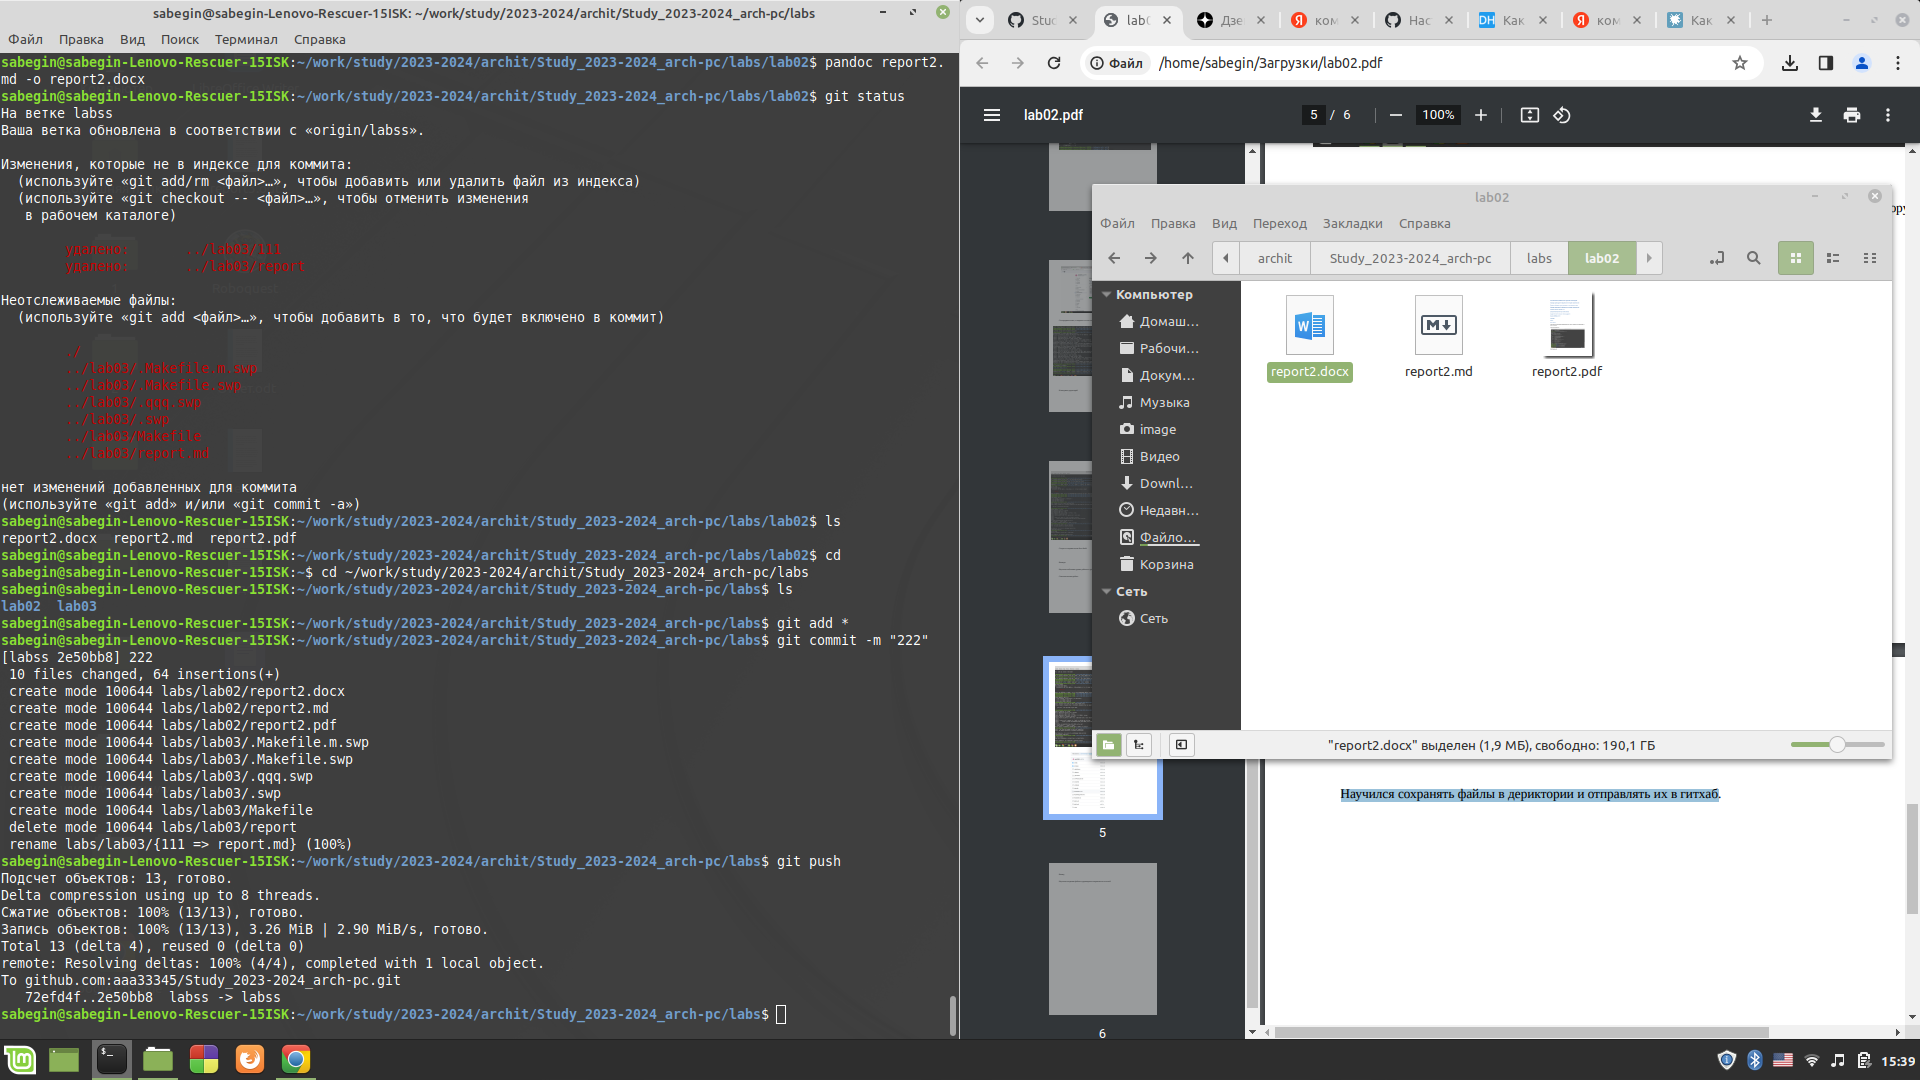 sabegin@sabegin-Lenovo-Rescuer-15ISK: ~/work/study/2023-2024/archit/Study_2023-2024_arch-pc/labs
Файл Правка Вид Поиск Терминал Справка
sabegin@sabegin-Lenovo-Rescuer-15ISK:~/work/study/2023-2024/archit/Study_2023-2024_arch-pc/labs/lab02$ pandoc report2.
md -o report2.docx
sabegin@sabegin-Lenovo-Rescuer-15ISK:~/work/study/2023-2024/archit/Study_2023-2024_arch-pc/labs/lab02$ git status
На ветке labss
Ваша ветка обновлена в соответствии с «origin/labss».
Изменения, которые не в индексе для коммита:
(используйте «git add/rm <файл>…», чтобы добавить или удалить файл из индекса)
(используйте «git checkout -- <файл>…», чтобы отменить изменения
в рабочем каталоге)
удалено: ../lab03/111
удалено: ../lab03/report
Неотслеживаемые файлы:
(используйте «git add <файл>…», чтобы добавить в то, что будет включено в коммит)
./
../lab03/.Makefile.m.swp
../lab03/.Makefile.swp
../lab03/.qqq.swp
../lab03/.swp
../lab03/Makefile
../lab03/report.md
нет изменений добавленных для коммита
(используйте «git add» и/или «git commit -a»)
sabegin@sabegin-Lenovo-Rescuer-15ISK:~/work/study/2023-2024/archit/Study_2023-2024_arch-pc/labs/lab02$ ls
report2.docx report2.md report2.pdf
sabegin@sabegin-Lenovo-Rescuer-15ISK:~/work/study/2023-2024/archit/Study_2023-2024_arch-pc/labs/lab02$ cd
sabegin@sabegin-Lenovo-Rescuer-15ISK:~$ cd ~/work/study/2023-2024/archit/Study_2023-2024_arch-pc/labs
sabegin@sabegin-Lenovo-Rescuer-15ISK:~/work/study/2023-2024/archit/Study_2023-2024_arch-pc/labs$ ls
lab02 lab03
sabegin@sabegin-Lenovo-Rescuer-15ISK:~/work/study/2023-2024/archit/Study_2023-2024_arch-pc/labs$ git add *
sabegin@sabegin-Lenovo-Rescuer-15ISK:~/work/study/2023-2024/archit/Study_2023-2024_arch-pc/labs$ git commit -m "222"
[labss 2e50bb8] 222
10 files changed, 64 insertions(+)
create mode 100644 labs/lab02/report2.docx
create mode 100644 labs/lab02/report2.md
create mode 100644 labs/lab02/report2.pdf
create mode 100644 labs/lab03/.Makefile.m.swp
create mode 100644 labs/lab03/.Makefile.swp
create mode 100644 labs/lab03/.qqq.swp
create mode 100644 labs/lab03/.swp
create mode 100644 labs/lab03/Makefile
delete mode 100644 labs/lab03/report
rename labs/lab03/{111 => report.md} (100%)
sabegin@sabegin-Lenovo-Rescuer-15ISK:~/work/study/2023-2024/archit/Study_2023-2024_arch-pc/labs$ git push
Подсчет объектов: 13, готово.
Delta compression using up to 8 threads.
Сжатие объектов: 100% (13/13), готово.
Запись объектов: 100% (13/13), 3.26 MiB | 2.90 MiB/s, готово.
Total 13 (delta 4), reused 0 (delta 0)
remote: Resolving deltas: 100% (4/4), completed with 1 local object.
To github.com:aaa33345/Study_2023-2024_arch-pc.git
72efd4f..2e50bb8 labss -> labss
sabegin@sabegin-Lenovo-Rescuer-15ISK:~/work/study/2023-2024/archit/Study_2023-2024_arch-pc/labs$
Stuc lab( Дзе ком Нас DH Как ком Как
Файл /home/sabegin/Загрузки/lab02.pdf
lab02.pdf 5 / 6 100%
lab02
Файл Правка Вид Переход Закладки Справка
archit Study_2023-2024_arch-pc labs lab02
Компьютер
Домаш...
Рабочи...
Докум...
Музыка
image
Видео
Downl...
Недавн...
Файло...
Корзина
Сеть
Сеть
report2.docx report2.md report2.pdf
"report2.docx" выделен (1,9 МБ), свободно: 190,1 ГБ
Научился сохранять файлы в дериктории и отправлять их в гитхаб.
5
6
15:39